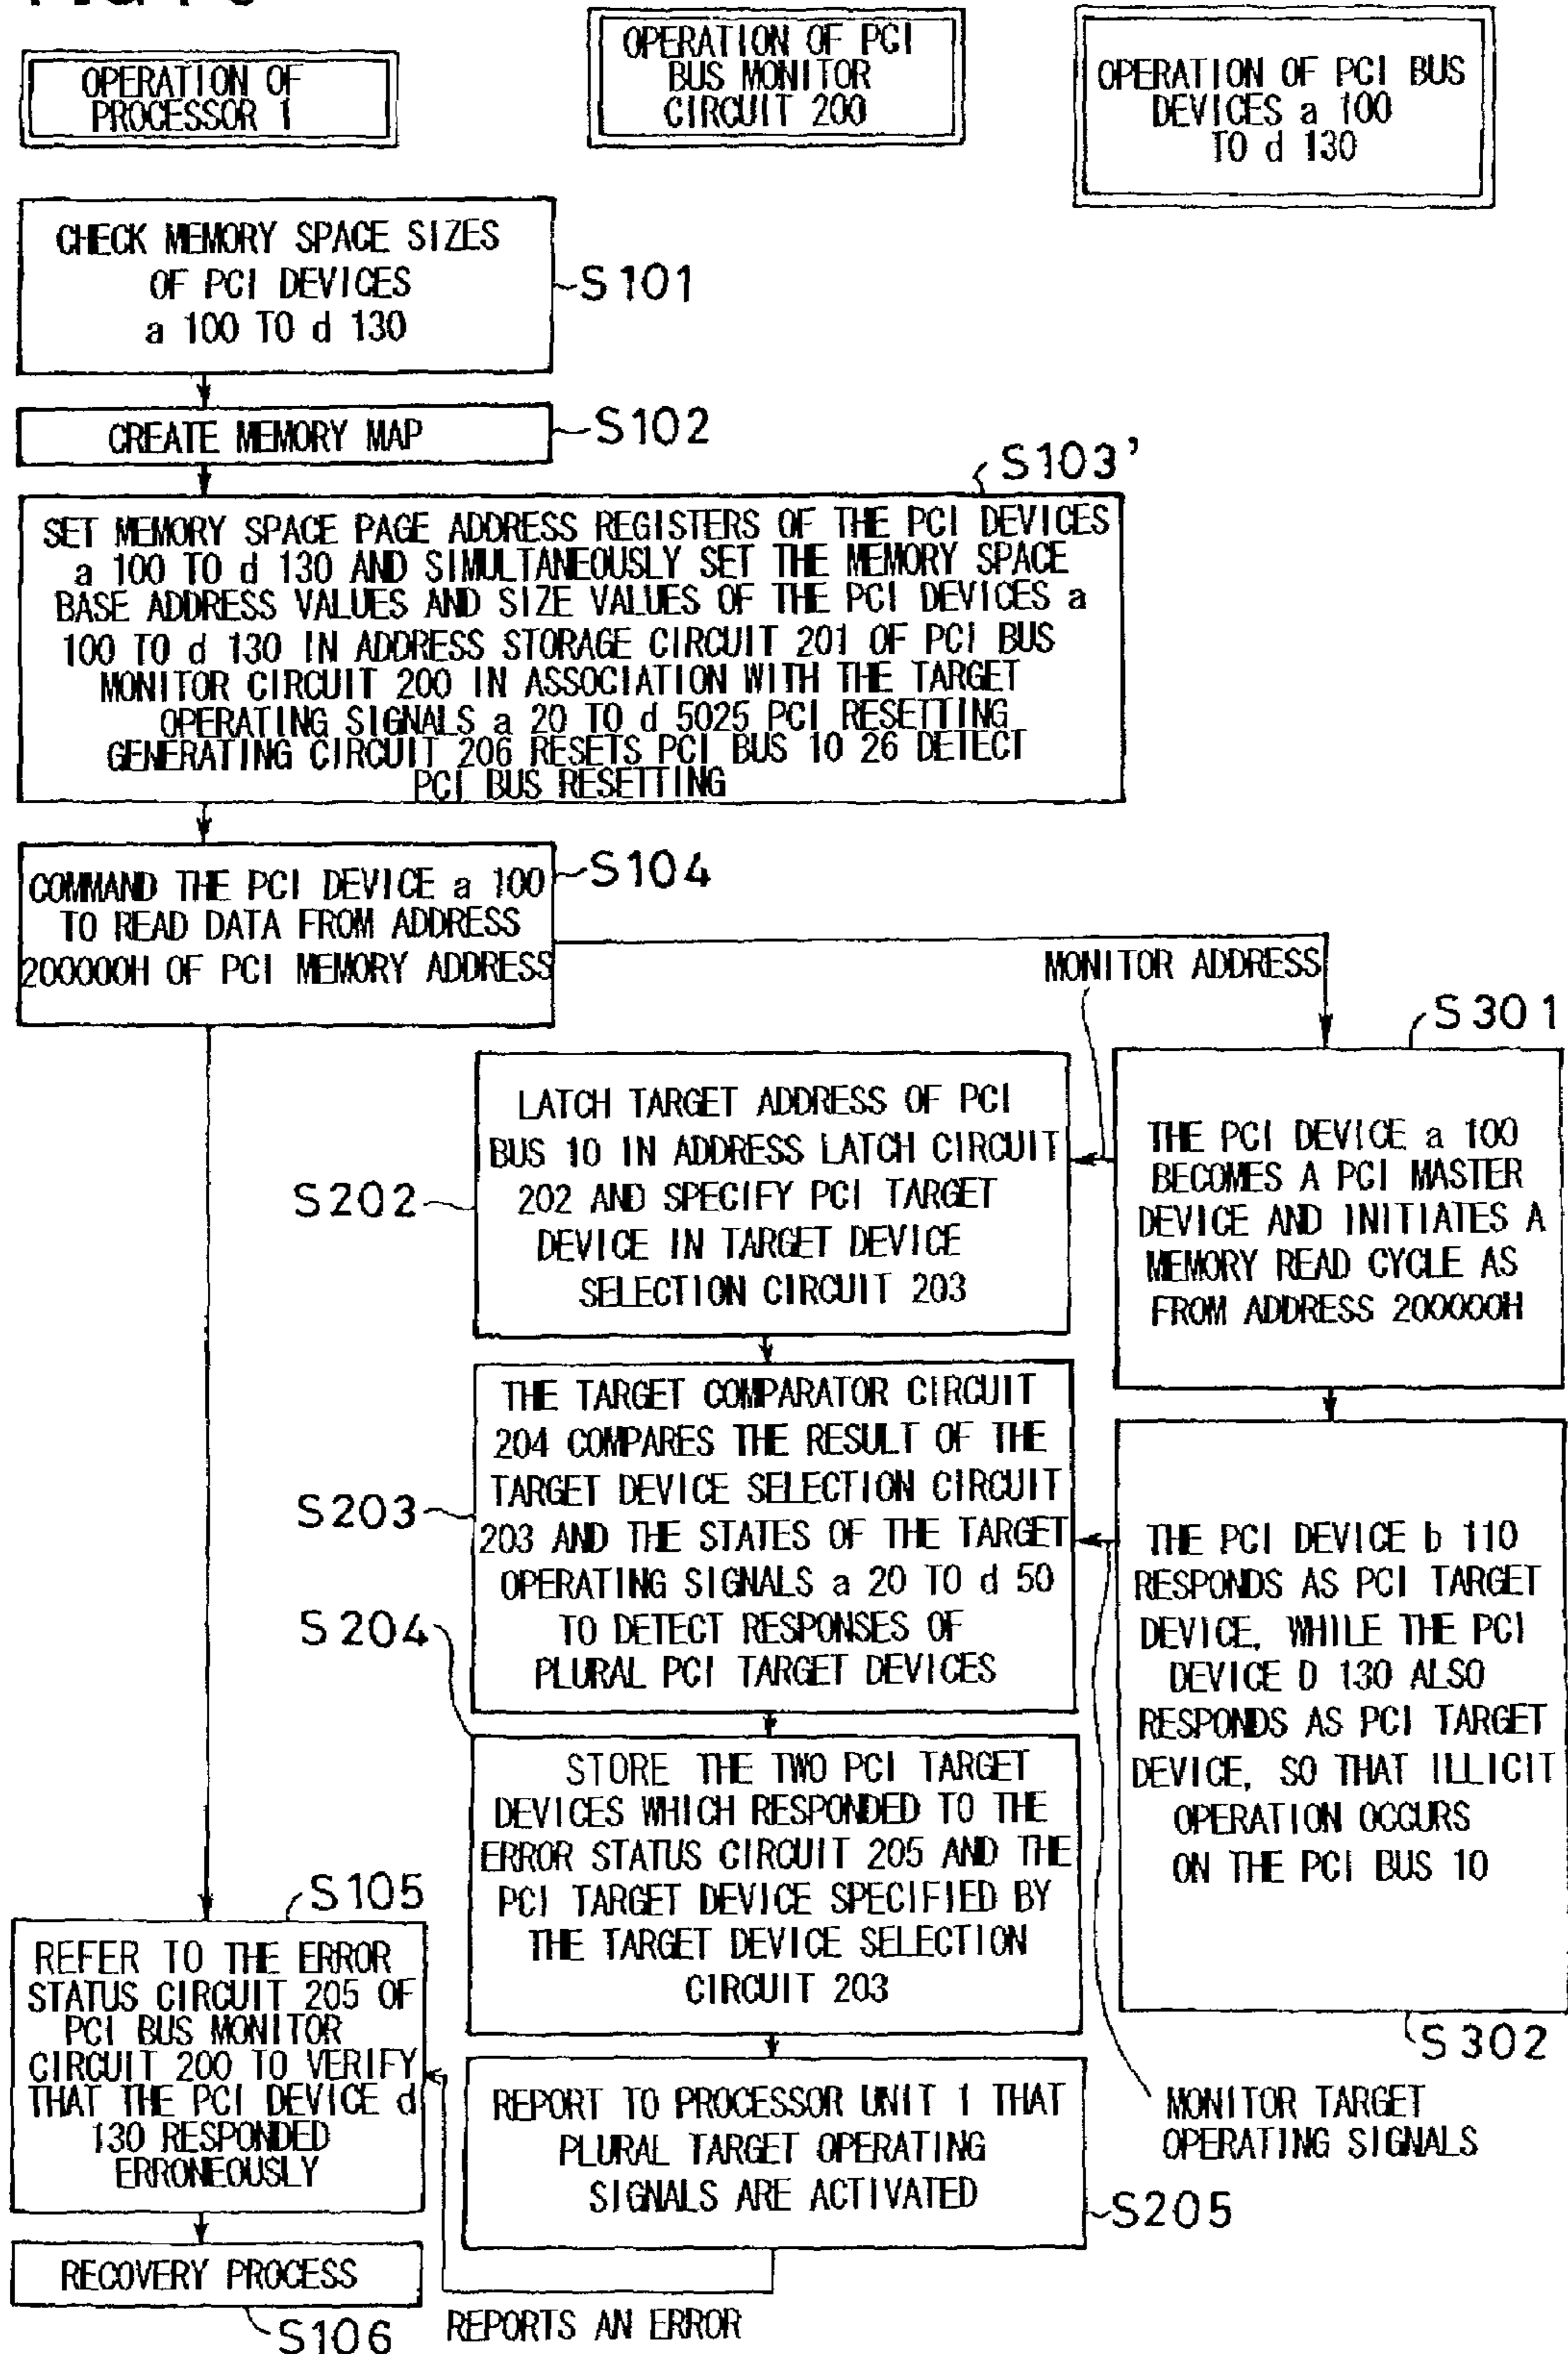 OPERATION OF
PROCESSOR 1
OPERATION OF PCI
BUS MONITOR
CIRCUIT 200
OPERATION OF PCI BUS
DEVICES a 100
TO d 130
CHECK MEMORY SPACE SIZES
OF PCI DEVICES
a 100 TO d 130
S101
CREATE MEMORY MAP
S102
S103'
SET MEMORY SPACE PAGE ADDRESS REGISTERS OF THE PCI DEVICES
a 100 TO d 130 AND SIMULTANEOUSLY SET THE MEMORY SPACE
BASE ADDRESS VALUES AND SIZE VALUES OF THE PCI DEVICES a
100 TO d 130 IN ADDRESS STORAGE CIRCUIT 201 OF PCI BUS
MONITOR CIRCUIT 200 IN ASSOCIATION WITH THE TARGET
OPERATING SIGNALS a 20 TO d 5025 PCI RESETTING
GENERATING CIRCUIT 206 RESETS PCI BUS 10 26 DETECT
PCI BUS RESETTING
COMMAND THE PCI DEVICE a 100
TO READ DATA FROM ADDRESS
200000H OF PCI MEMORY ADDRESS
S104
MONITOR ADDRESS
S301
THE PCI DEVICE a 100
BECOMES A PCI MASTER
DEVICE AND INITIATES A
MEMORY READ CYCLE AS
FROM ADDRESS 200000H
LATCH TARGET ADDRESS OF PCI
BUS 10 IN ADDRESS LATCH CIRCUIT
202 AND SPECIFY PCI TARGET
DEVICE IN TARGET DEVICE
SELECTION CIRCUIT 203
S202
THE TARGET COMPARATOR CIRCUIT
204 COMPARES THE RESULT OF THE
TARGET DEVICE SELECTION CIRCUIT
203 AND THE STATES OF THE TARGET
OPERATING SIGNALS a 20 TO d 50
TO DETECT RESPONSES OF
PLURAL PCI TARGET DEVICES
S203
THE PCI DEVICE b 110
RESPONDS AS PCI TARGET
DEVICE, WHILE THE PCI
DEVICE D 130 ALSO
RESPONDS AS PCI TARGET
DEVICE, SO THAT ILLICIT
OPERATION OCCURS
ON THE PCI BUS 10
S302
S204
STORE THE TWO PCI TARGET
DEVICES WHICH RESPONDED TO THE
ERROR STATUS CIRCUIT 205 AND THE
PCI TARGET DEVICE SPECIFIED BY
THE TARGET DEVICE SELECTION
CIRCUIT 203
S105
REFER TO THE ERROR
STATUS CIRCUIT 205 OF
PCI BUS MONITOR
CIRCUIT 200 TO VERIFY
THAT THE PCI DEVICE d
130 RESPONDED
ERRONEOUSLY
REPORT TO PROCESSOR UNIT 1 THAT
PLURAL TARGET OPERATING
SIGNALS ARE ACTIVATED
S205
MONITOR TARGET
OPERATING SIGNALS
RECOVERY PROCESS
S106
REPORTS AN ERROR